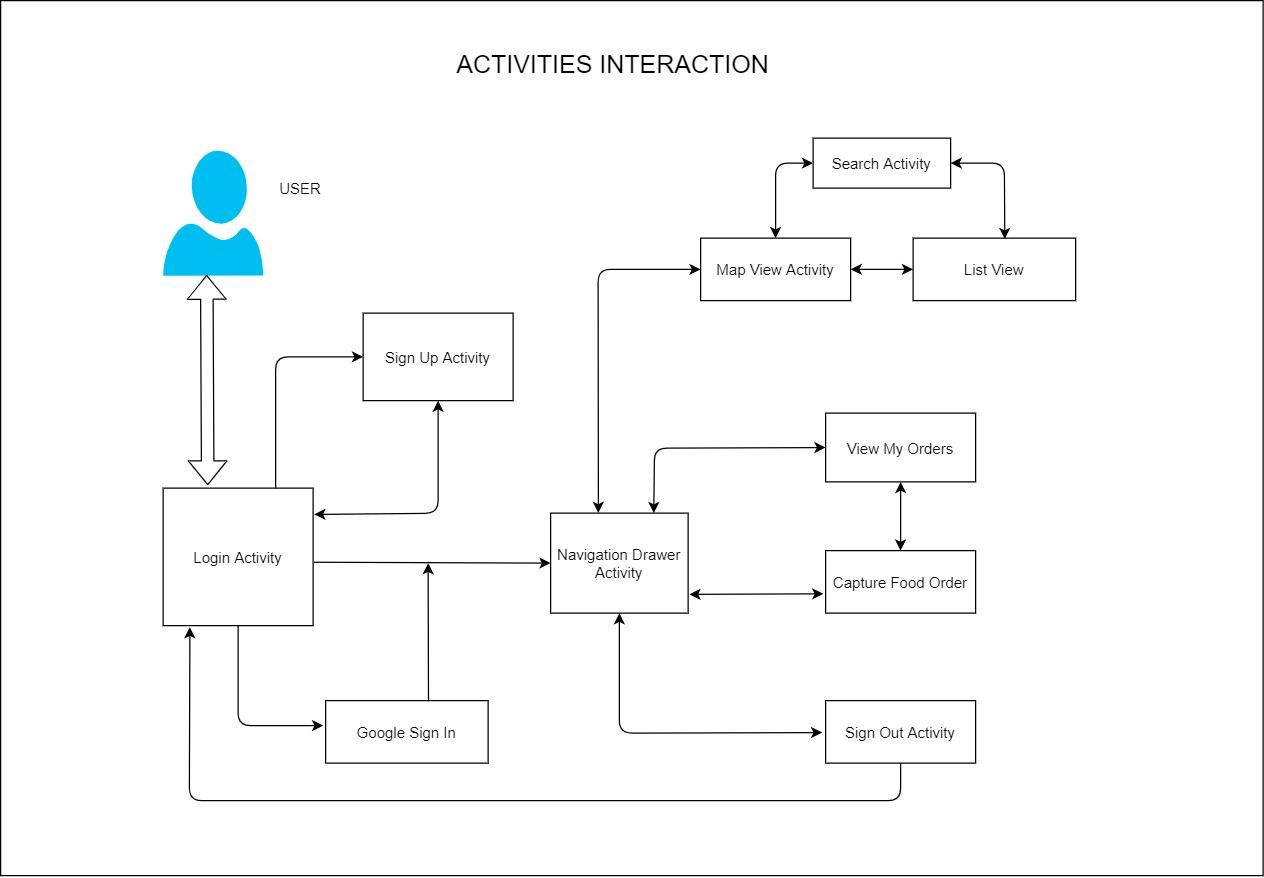 ACTIVITIES INTERACTION
USER
Search Activity
Map View Activity
List View
Sign Up Activity
View My Orders
Login Activity
Navigation Drawer
Activity
Capture Food Order
Google Sign In
Sign Out Activity